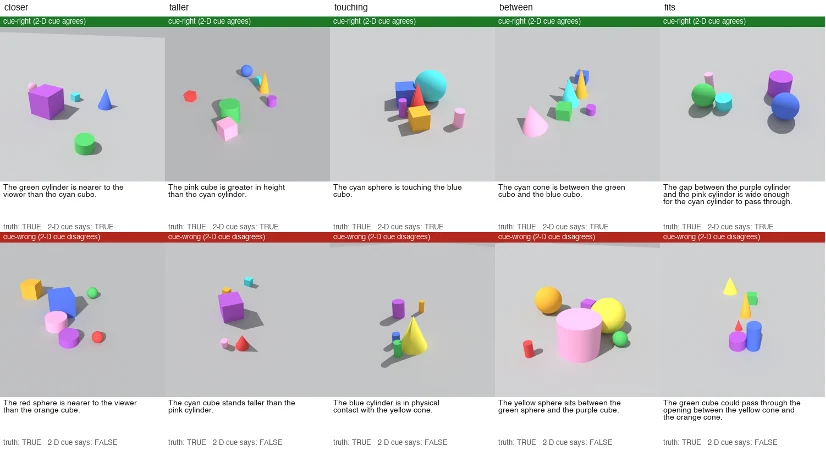 closer
taller
touching
between
fits
cue-right (2-D cue agrees)
cue-right (2-D cue agrees)
cue-right (2-D cue agrees)
cue-right (2-D cue agrees)
cue-right (2-D cue agrees)
The green cylinder is nearer to the
viewer than the cyan cube.
The pink cube is greater in height
than the cyan cylinder.
The cyan sphere is touching the blue
cube.
The cyan cone is between the green
cube and the blue cube.
The gap between the purple cylinder
and the pink cylinder is wide enough
for the cyan cylinder to pass through.
truth: TRUE 2-D cue says: TRUE
truth: TRUE 2-D cue says: TRUE
truth: TRUE 2-D cue says: TRUE
truth: TRUE 2-D cue says: TRUE
truth: TRUE 2-D cue says: TRUE
cue-wrong (2-D cue disagrees)
cue-wrong (2-D cue disagrees)
cue-wrong (2-D cue disagrees)
cue-wrong (2-D cue disagrees)
cue-wrong (2-D cue disagrees)
The red sphere is nearer to the viewer
than the orange cube.
The cyan cube stands taller than the
pink cylinder.
The blue cylinder is in physical
contact with the yellow cone.
The yellow sphere sits between the
green sphere and the purple cube.
The green cube could pass through the
opening between the yellow cone and
the orange cone.
truth: TRUE 2-D cue says: FALSE
truth: TRUE 2-D cue says: FALSE
truth: TRUE 2-D cue says: FALSE
truth: TRUE 2-D cue says: FALSE
truth: TRUE 2-D cue says: FALSE